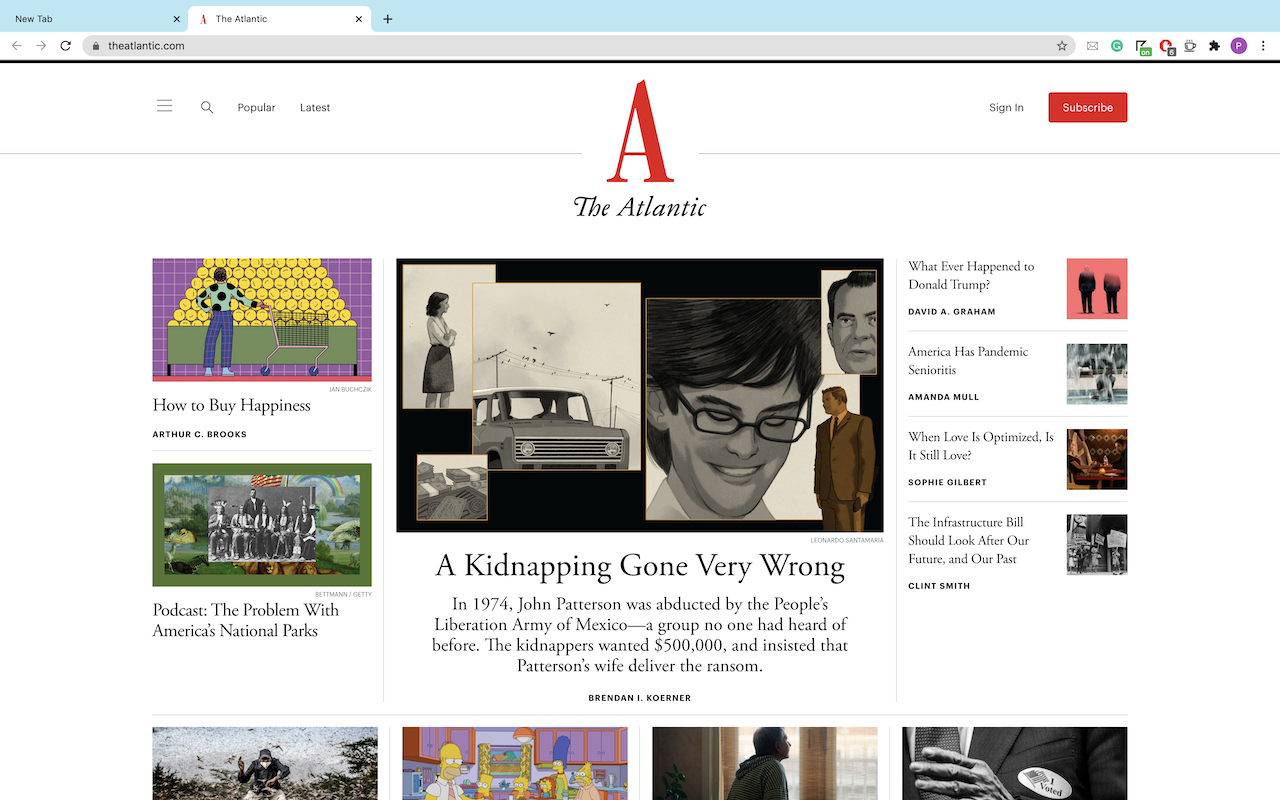 New Tab
The Atlantic
theatlantic.com
on
6
P
Popular
Latest
Sign In
Subscribe
A
The Atlantic
JAN BUCHCZIK
How to Buy Happiness
ARTHUR C. BROOKS
BETTMANN / GETTY
Podcast: The Problem With
America's National Parks
LEONARDO SANTAMARIA
A Kidnapping Gone Very Wrong
In 1974, John Patterson was abducted by the People's
Liberation Army of Mexico—a group no one had heard of
before. The kidnappers wanted $500,000, and insisted that
Patterson's wife deliver the ransom.
BRENDAN I. KOERNER
What Ever Happened to
Donald Trump?
DAVID A. GRAHAM
America Has Pandemic
Senioritis
AMANDA MULL
When Love Is Optimized, Is
It Still Love?
SOPHIE GILBERT
The Infrastructure Bill
Should Look After Our
Future, and Our Past
CLINT SMITH
I
Voted